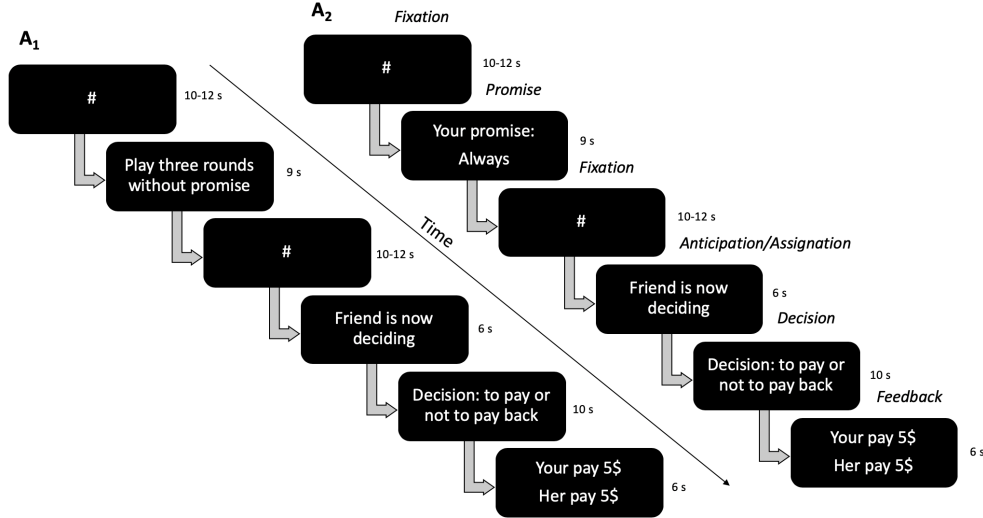 A1
#
10-12 s
Play three rounds
without promise
9 s
#
10-12 s
Friend is now
deciding
6 s
Decision: to pay or
not to pay back
10 s
Your pay 5$
Her pay 5$
6 s
Time
A2
Fixation
#
10-12 s
Promise
Your promise:
Always
9 s
Fixation
#
10-12 s
Anticipation/Assignation
Friend is now
deciding
6 s
Decision
Decision: to pay or
not to pay back
10 s
Feedback
Your pay 5$
Her pay 5$
6 s